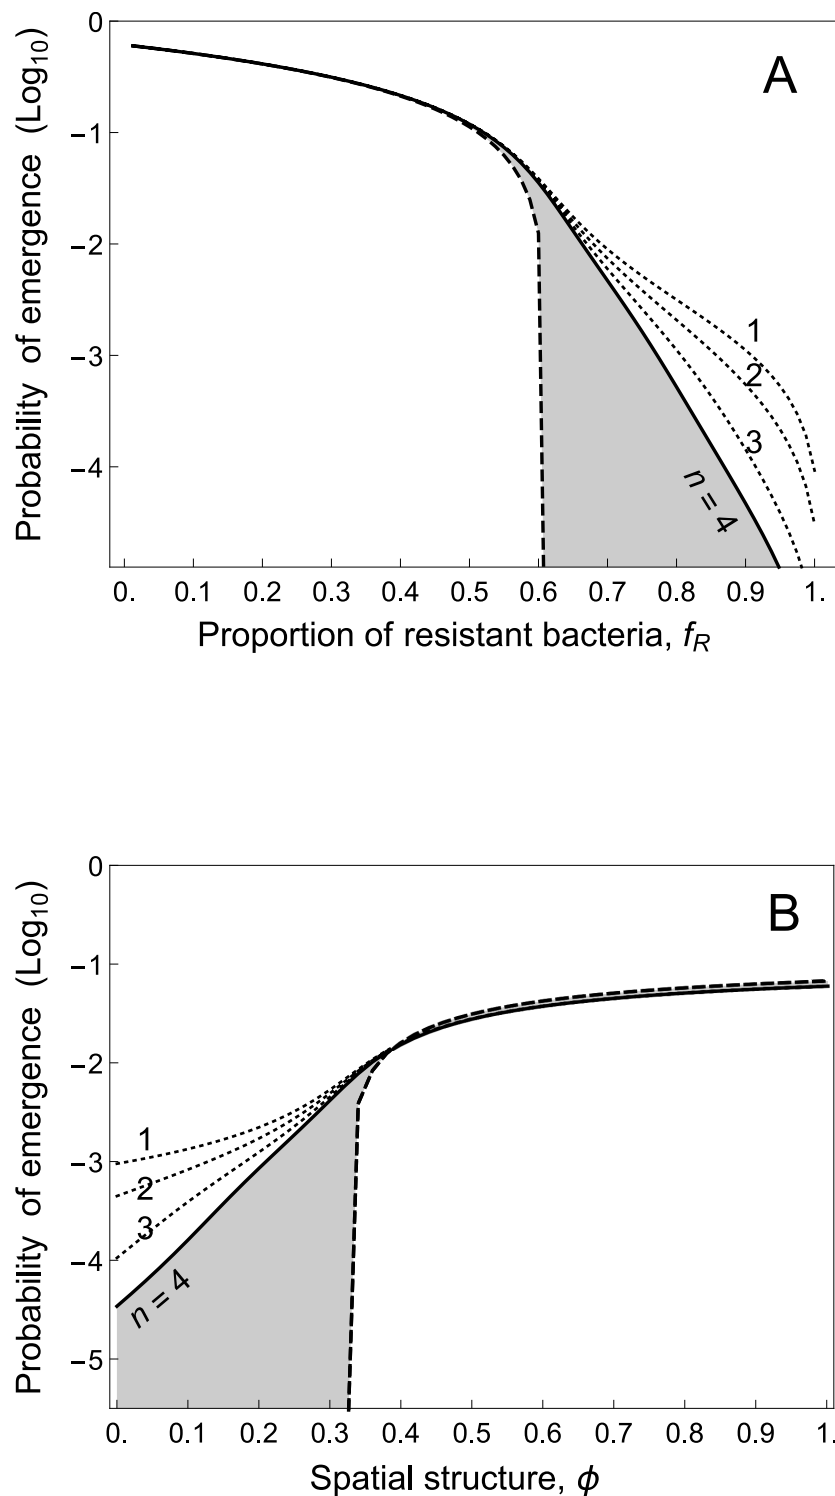 A
Probability of emergence (Log10)
0
−1
−2
−3
−4
1
2
3
n = 4
0. 0.1 0.2 0.3 0.4 0.5 0.6 0.7 0.8 0.9 1.
Proportion of resistant bacteria, fR
B
Probability of emergence (Log10)
0
−1
−2
−3
−4
−5
1
2
3
n = 4
0. 0.1 0.2 0.3 0.4 0.5 0.6 0.7 0.8 0.9 1.
Spatial structure, ϕ